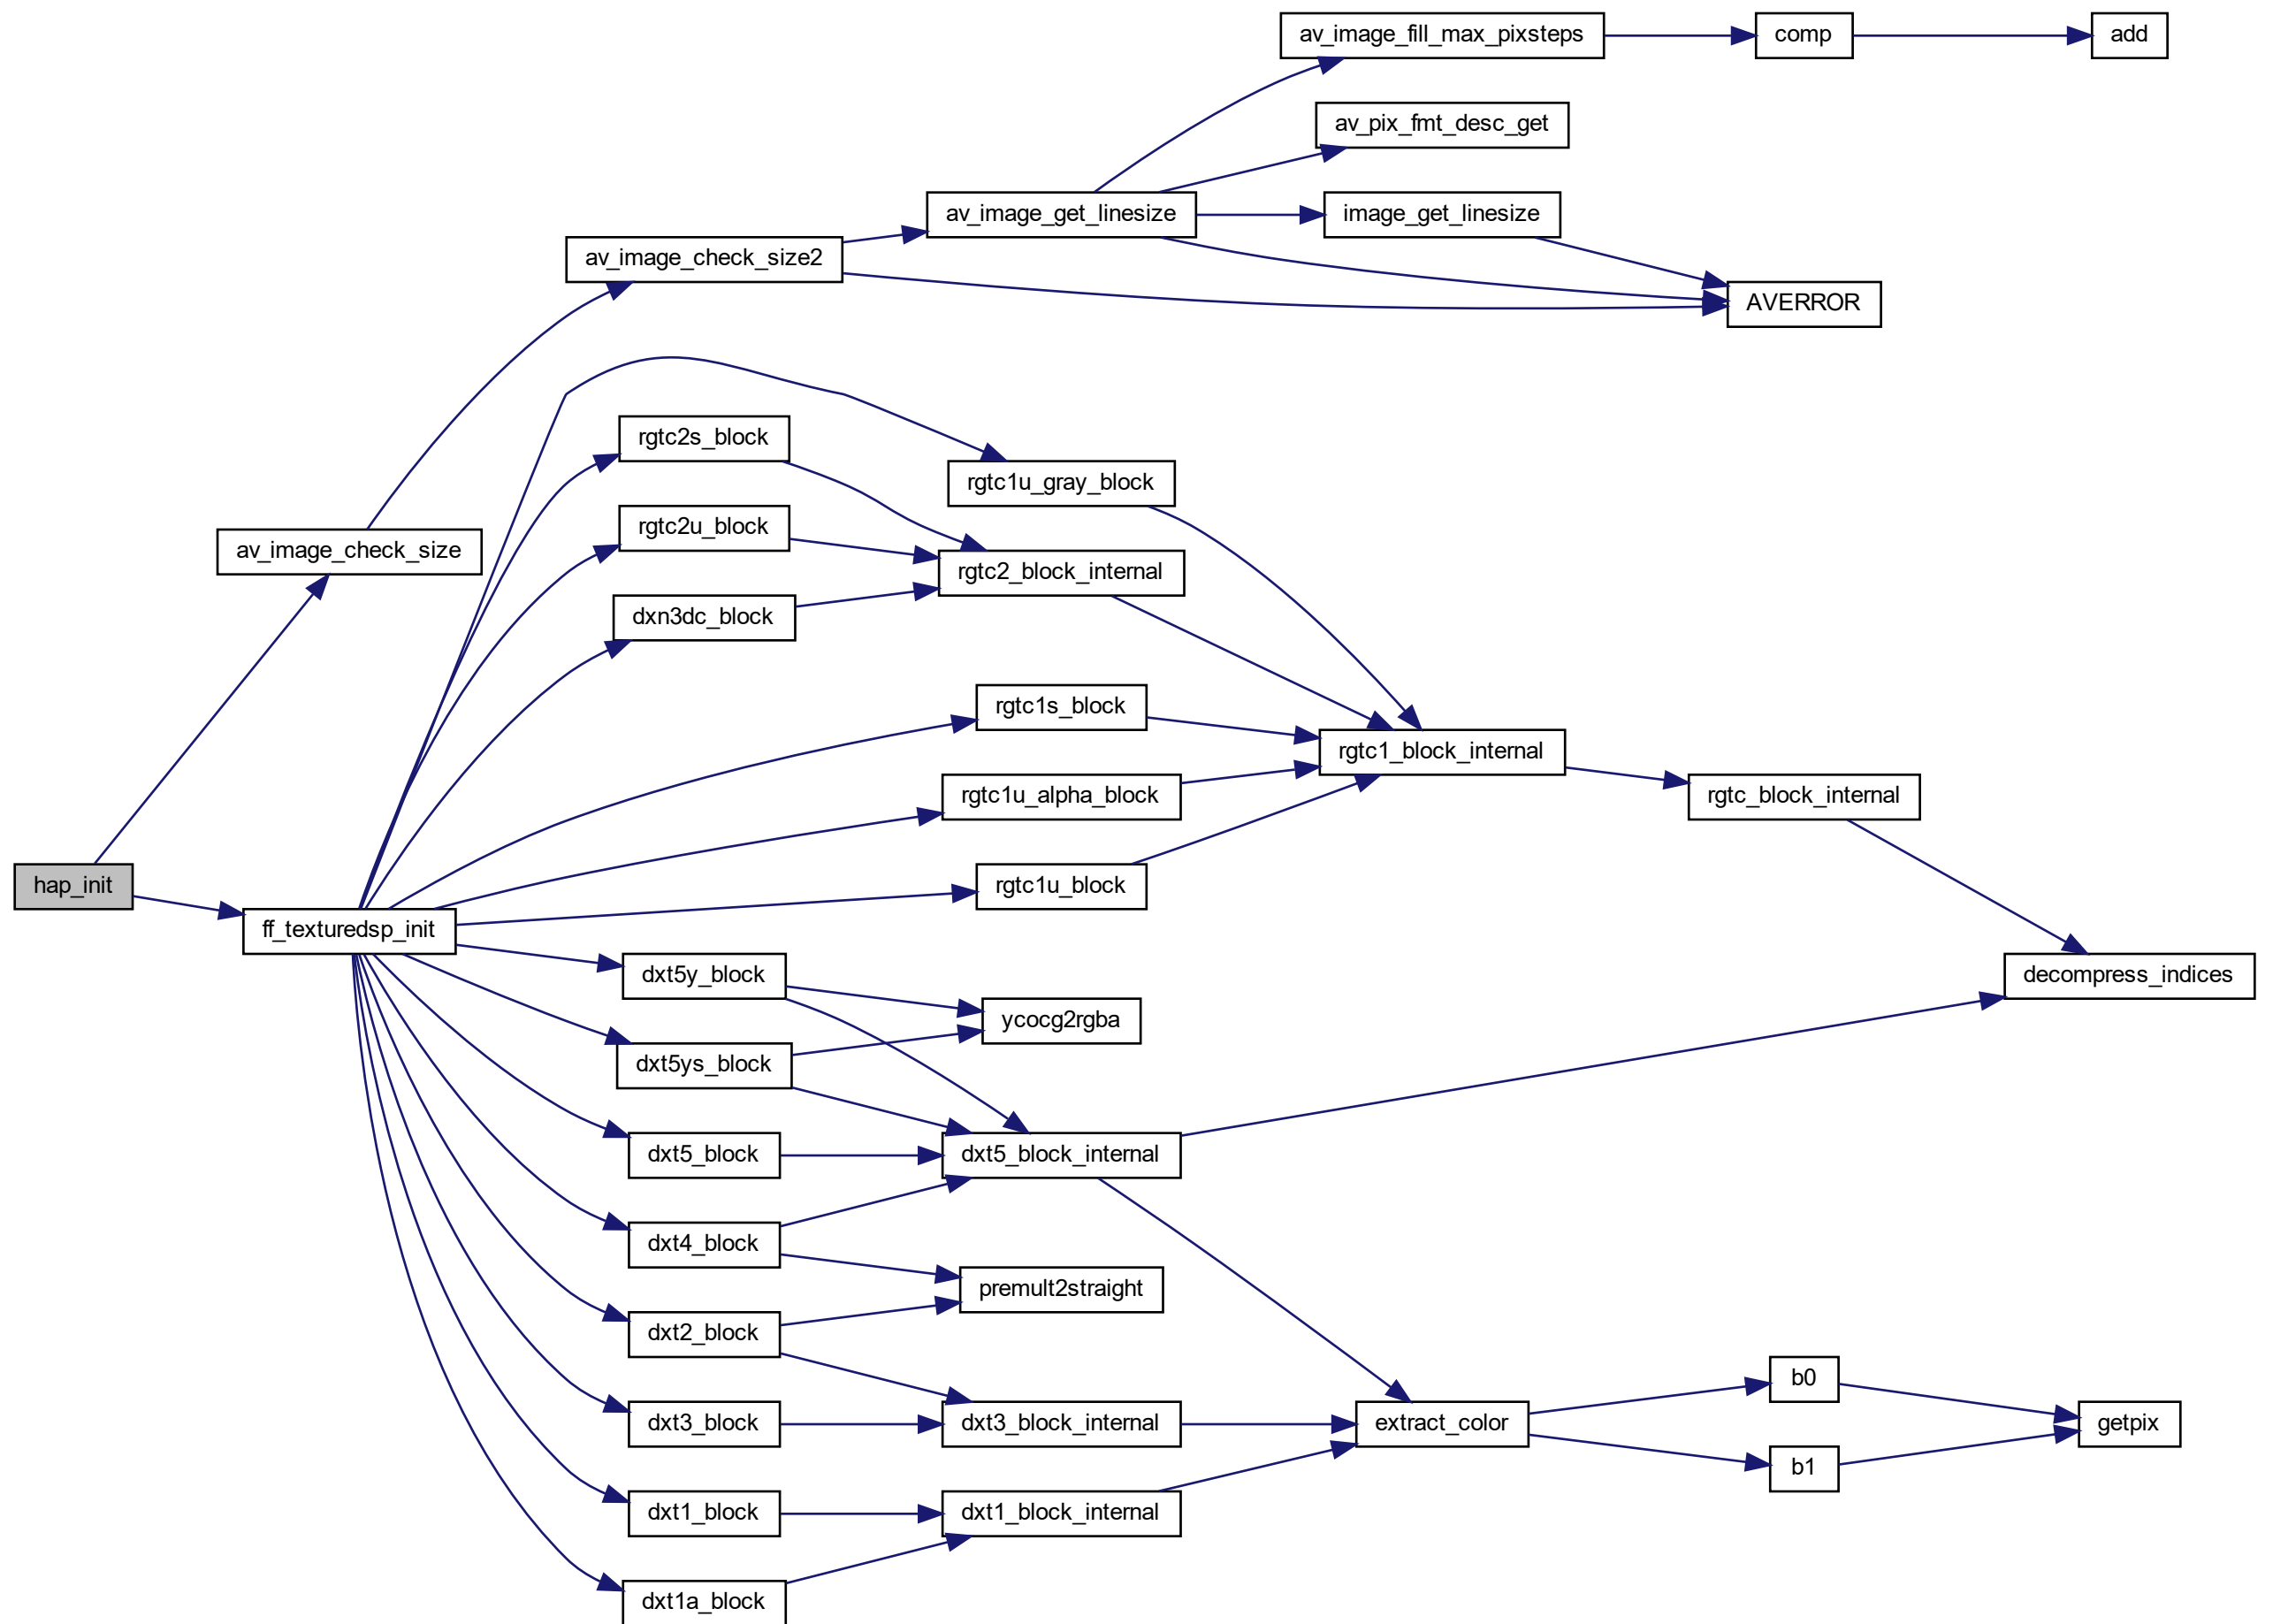 av_image_fill_max_pixsteps
comp
add
av_pix_fmt_desc_get
av_image_get_linesize
image_get_linesize
av_image_check_size2
AVERROR
rgtc2s_block
rgtc1u_gray_block
rgtc2u_block
av_image_check_size
rgtc2_block_internal
dxn3dc_block
rgtc1s_block
rgtc1_block_internal
rgtc1u_alpha_block
rgtc_block_internal
hap_init
rgtc1u_block
ff_texturedsp_init
dxt5y_block
decompress_indices
ycocg2rgba
dxt5ys_block
dxt5_block
dxt5_block_internal
dxt4_block
premult2straight
dxt2_block
b0
dxt3_block
dxt3_block_internal
extract_color
getpix
b1
dxt1_block
dxt1_block_internal
dxt1a_block